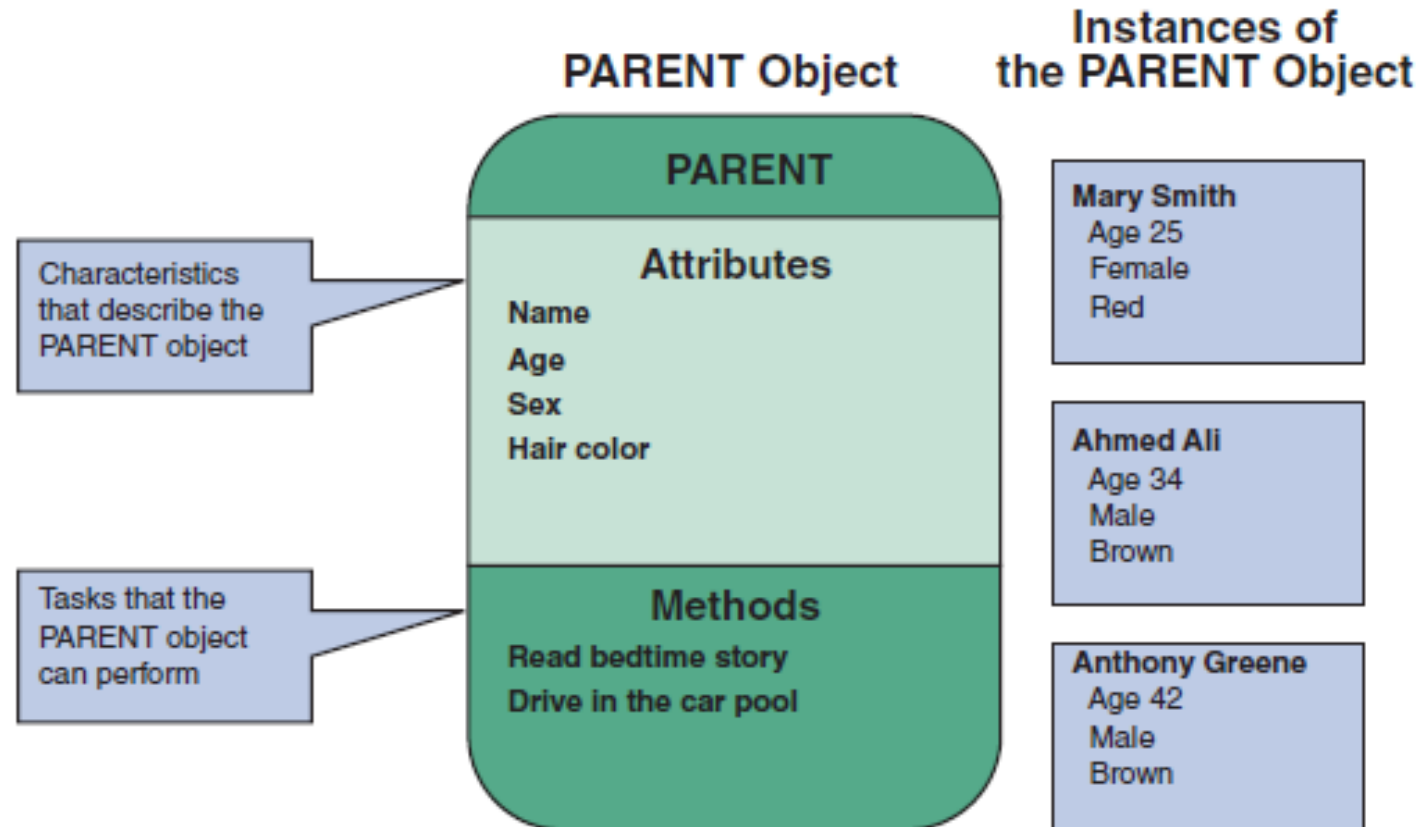 PARENT Object
Instances of
the PARENT Object
Characteristics
that describe the
PARENT object
Tasks that the
PARENT object
can perform
PARENT
Attributes
Name
Age
Sex
Hair color
Methods
Read bedtime story
Drive in the car pool
Mary Smith
Age 25
Female
Red
Ahmed Ali
Age 34
Male
Brown
Anthony Greene
Age 42
Male
Brown